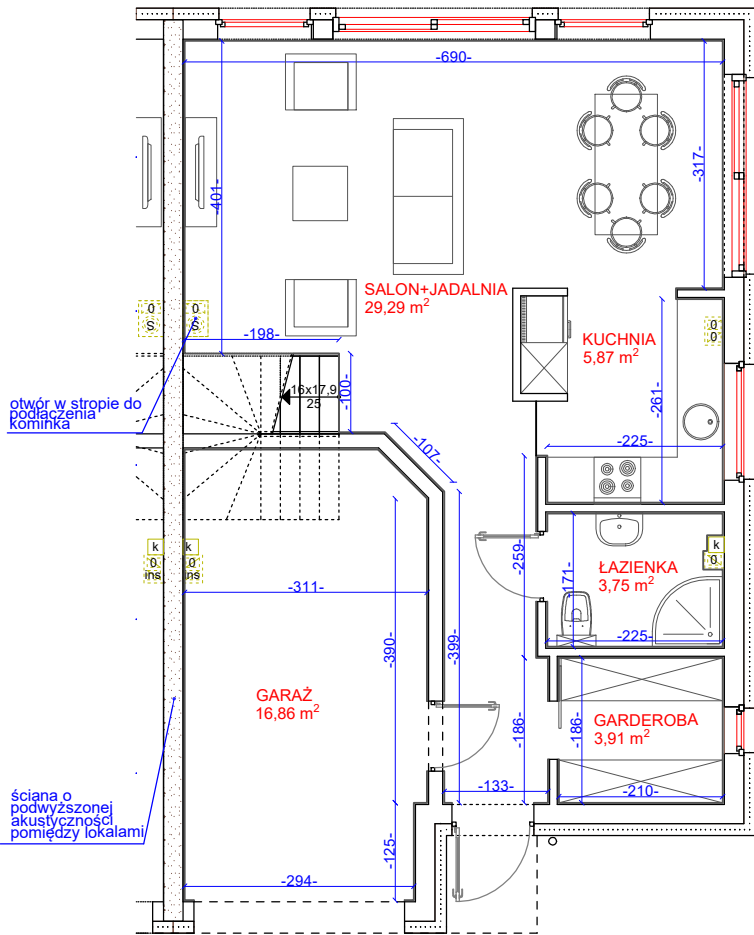 -690-
-401-
-317-
SALON+JADALNIA
29,29 m²
0
S
0
S
KUCHNIA
5,87 m²
0
0
-198-
16x17,9
25
-100-
-261-
otwór w stropie do
podłączenia
kominka
-107-
-225-
k
0
ins
k
0
ins
-311-
-259-
-171-
ŁAZIENKA
3,75 m²
k
0
-225-
-390-
-399-
GARAŻ
16,86 m²
-186-
-186-
GARDEROBA
3,91 m²
-133-
-210-
ściana o
podwyższonej
akustyczności
pomiędzy lokalami
-125-
-294-